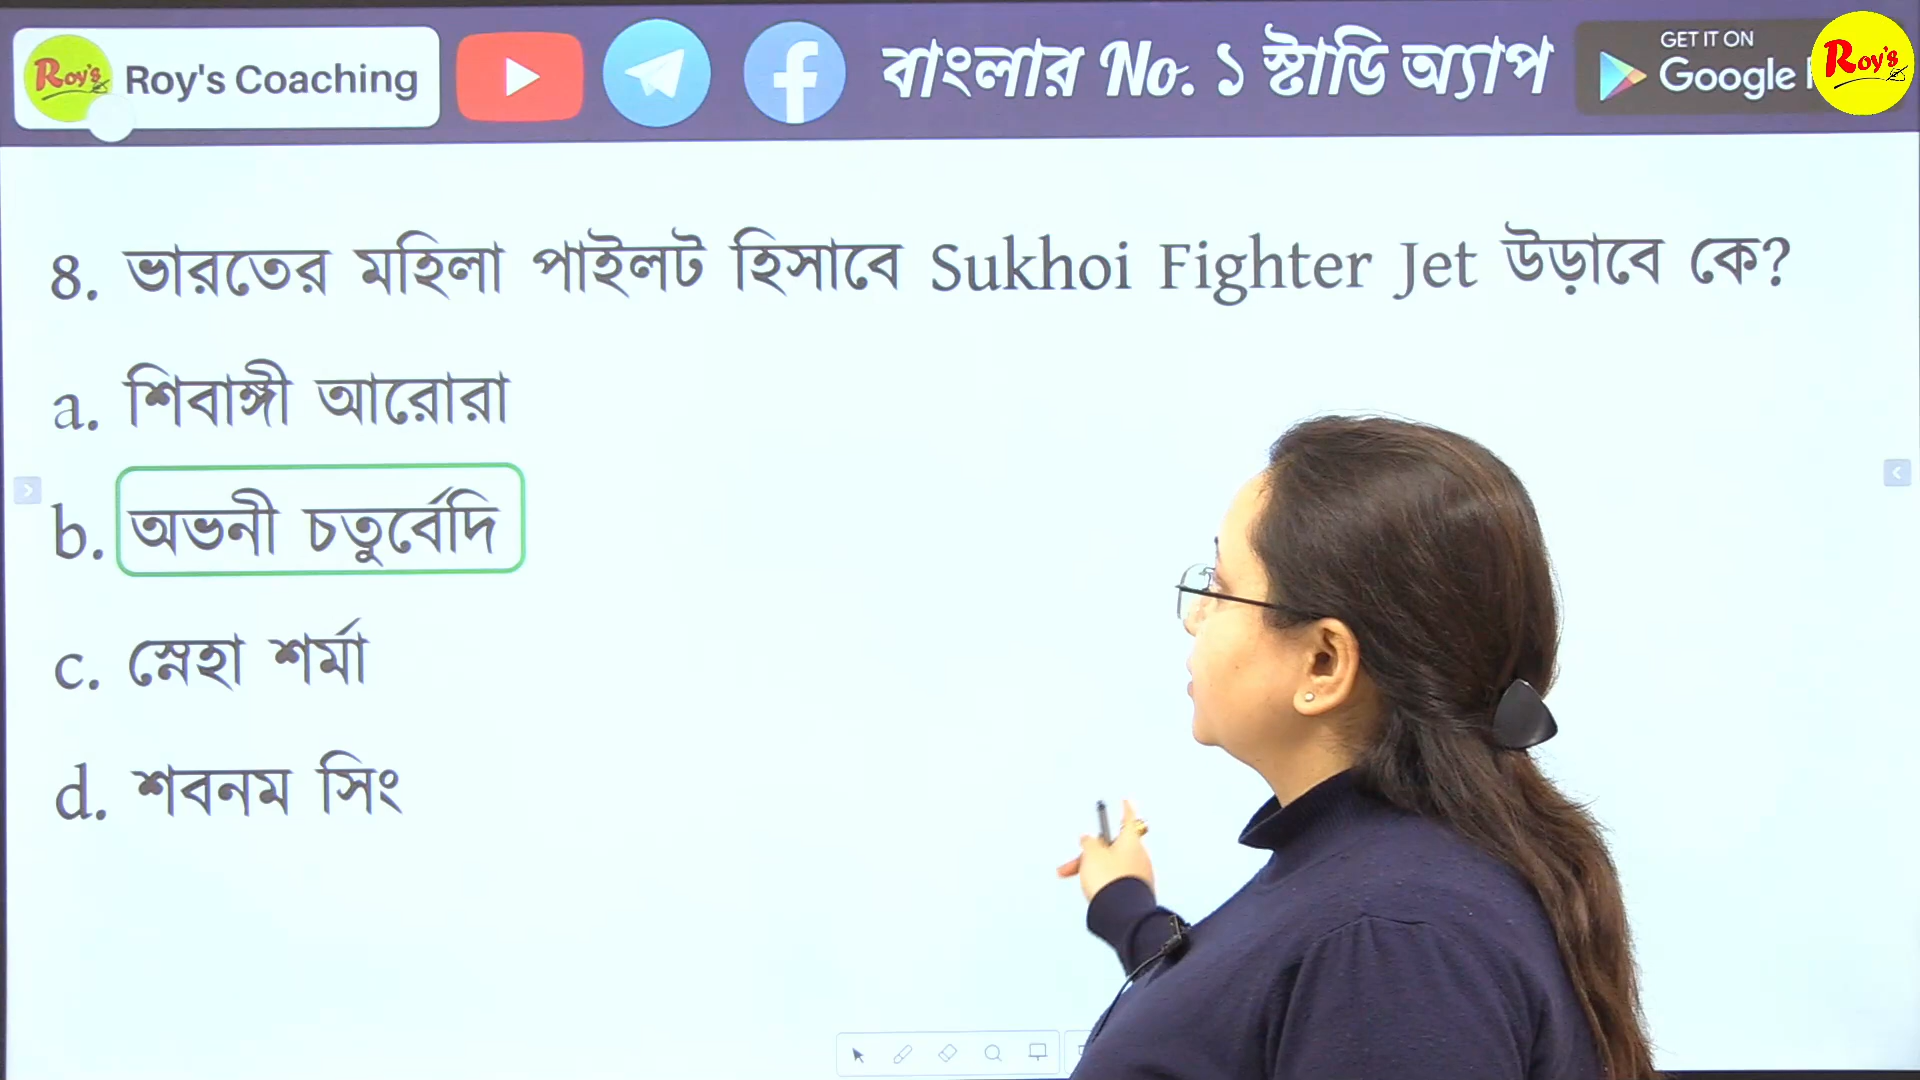 Roy's
Roy's Coaching
বাংলার No. ১ স্টাডি অ্যাপ
GET IT ON
Google
Roy's
8. ভারতের মহিলা পাইলট হিসাবে Sukhoi Fighter Jet উড়াবে কে?
a. শিবাঙ্গী আরোরা
b. অভনী চতুর্বেদি
c. স্নেহা শর্মা
d. শবনম সিং